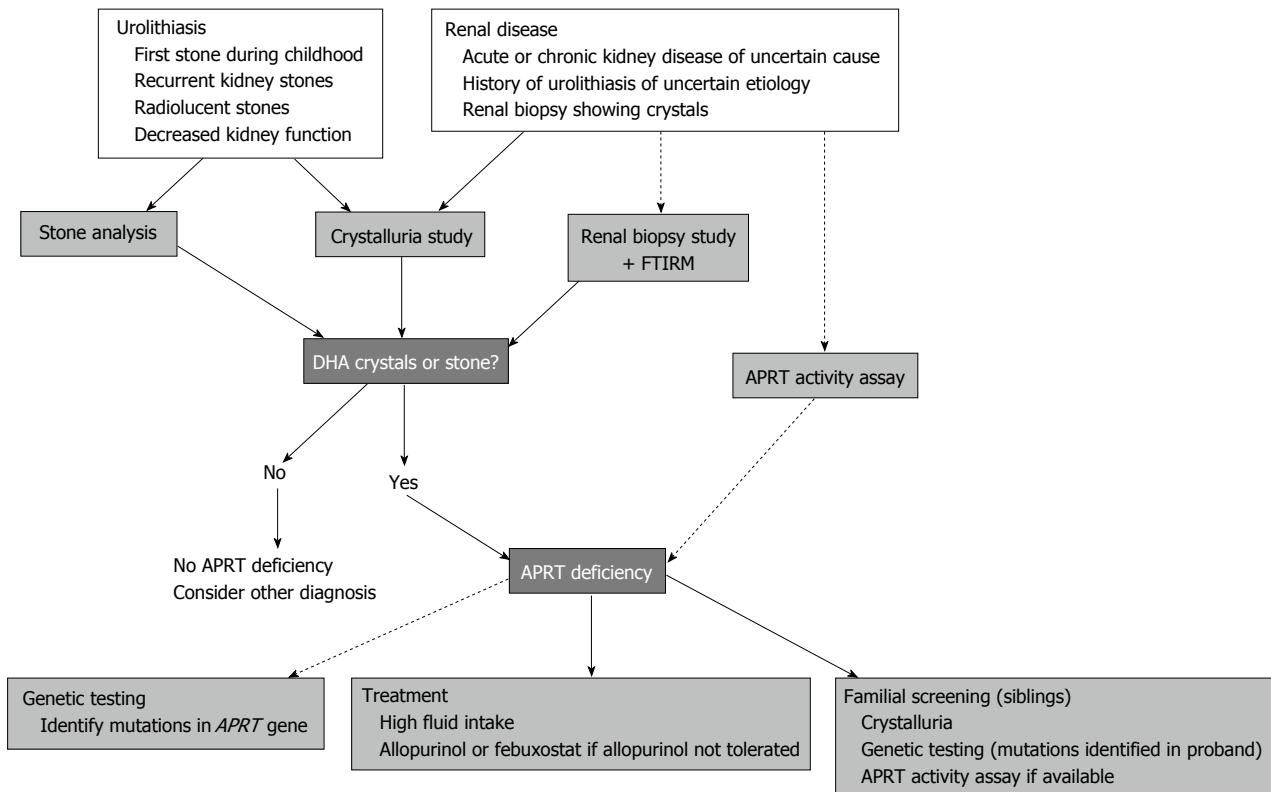 Urolithiasis
First stone during childhood
Recurrent kidney stones
Radiolucent stones
Decreased kidney function
Renal disease
Acute or chronic kidney disease of uncertain cause
History of urolithiasis of uncertain etiology
Renal biopsy showing crystals
Stone analysis
Crystalluria study
Renal biopsy study
+ FTIRM
DHA crystals or stone?
APRT activity assay
No
Yes
No APRT deficiency
Consider other diagnosis
APRT deficiency
Genetic testing
Identify mutations in APRT gene
Treatment
High fluid intake
Allopurinol or febuxostat if allopurinol not tolerated
Familial screening (siblings)
Crystalluria
Genetic testing (mutations identified in proband)
APRT activity assay if available